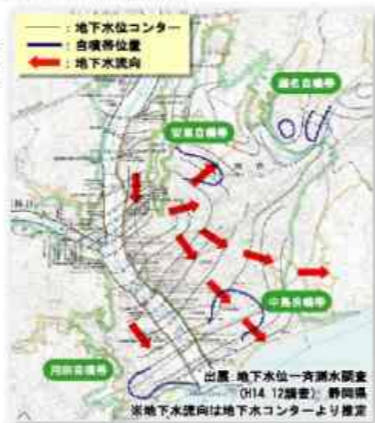 ：地下水位コンター
：自噴帯位置
：地下水流向
瀬名自噴帯
安東自噴帯
中島自噴帯
用宗自噴帯
出展 地下水位一斉測水調査
(H14.12調査)：静岡県
※地下水流向は地下水コンターより推定